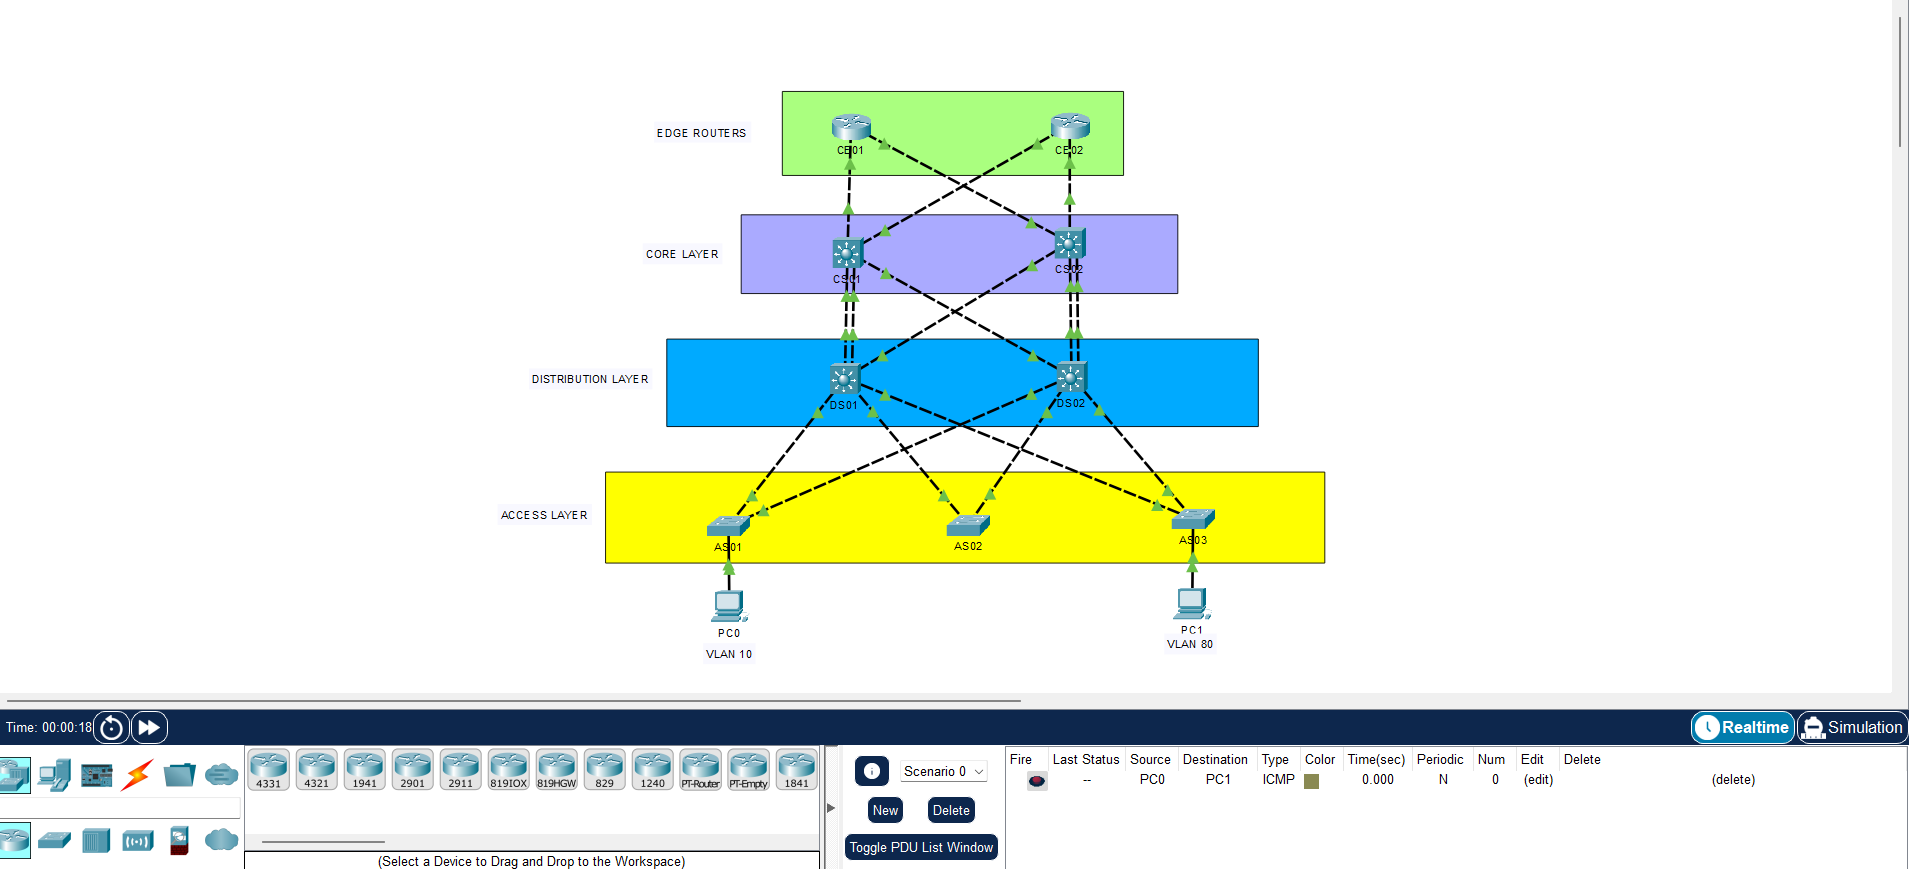 EDGE ROUTERS
CE01
CE02
CORE LAYER
CS01
CS02
DISTRIBUTION LAYER
DS01
DS02
ACCESS LAYER
AS01
AS02
AS03
PC0
VLAN 10
PC1
VLAN 80
Time: 00:00:18
Realtime
Simulation
4331 4321 1941 2901 2911 819IOX 819HGW 829 1240 PT-Router PT-Empty 1841
(Select a Device to Drag and Drop to the Workspace)
Scenario 0
New Delete
Toggle PDU List Window
Fire Last Status Source Destination Type Color Time(sec) Periodic Num Edit Delete
-- PC0 PC1 ICMP 0.000 N 0 (edit) (delete)